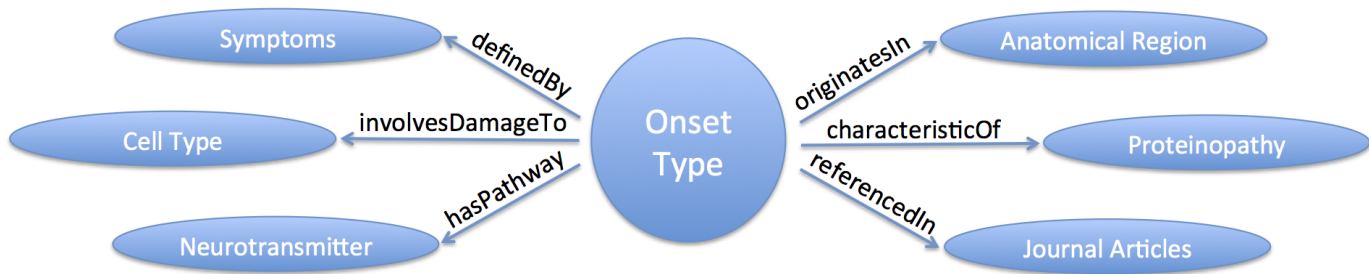 Symptoms
definedBy
Cell Type
involvesDamageTo
Neurotransmitter
hasPathway
Onset
Type
originatesIn
Anatomical Region
characteristicOf
Proteinopathy
referencedIn
Journal Articles